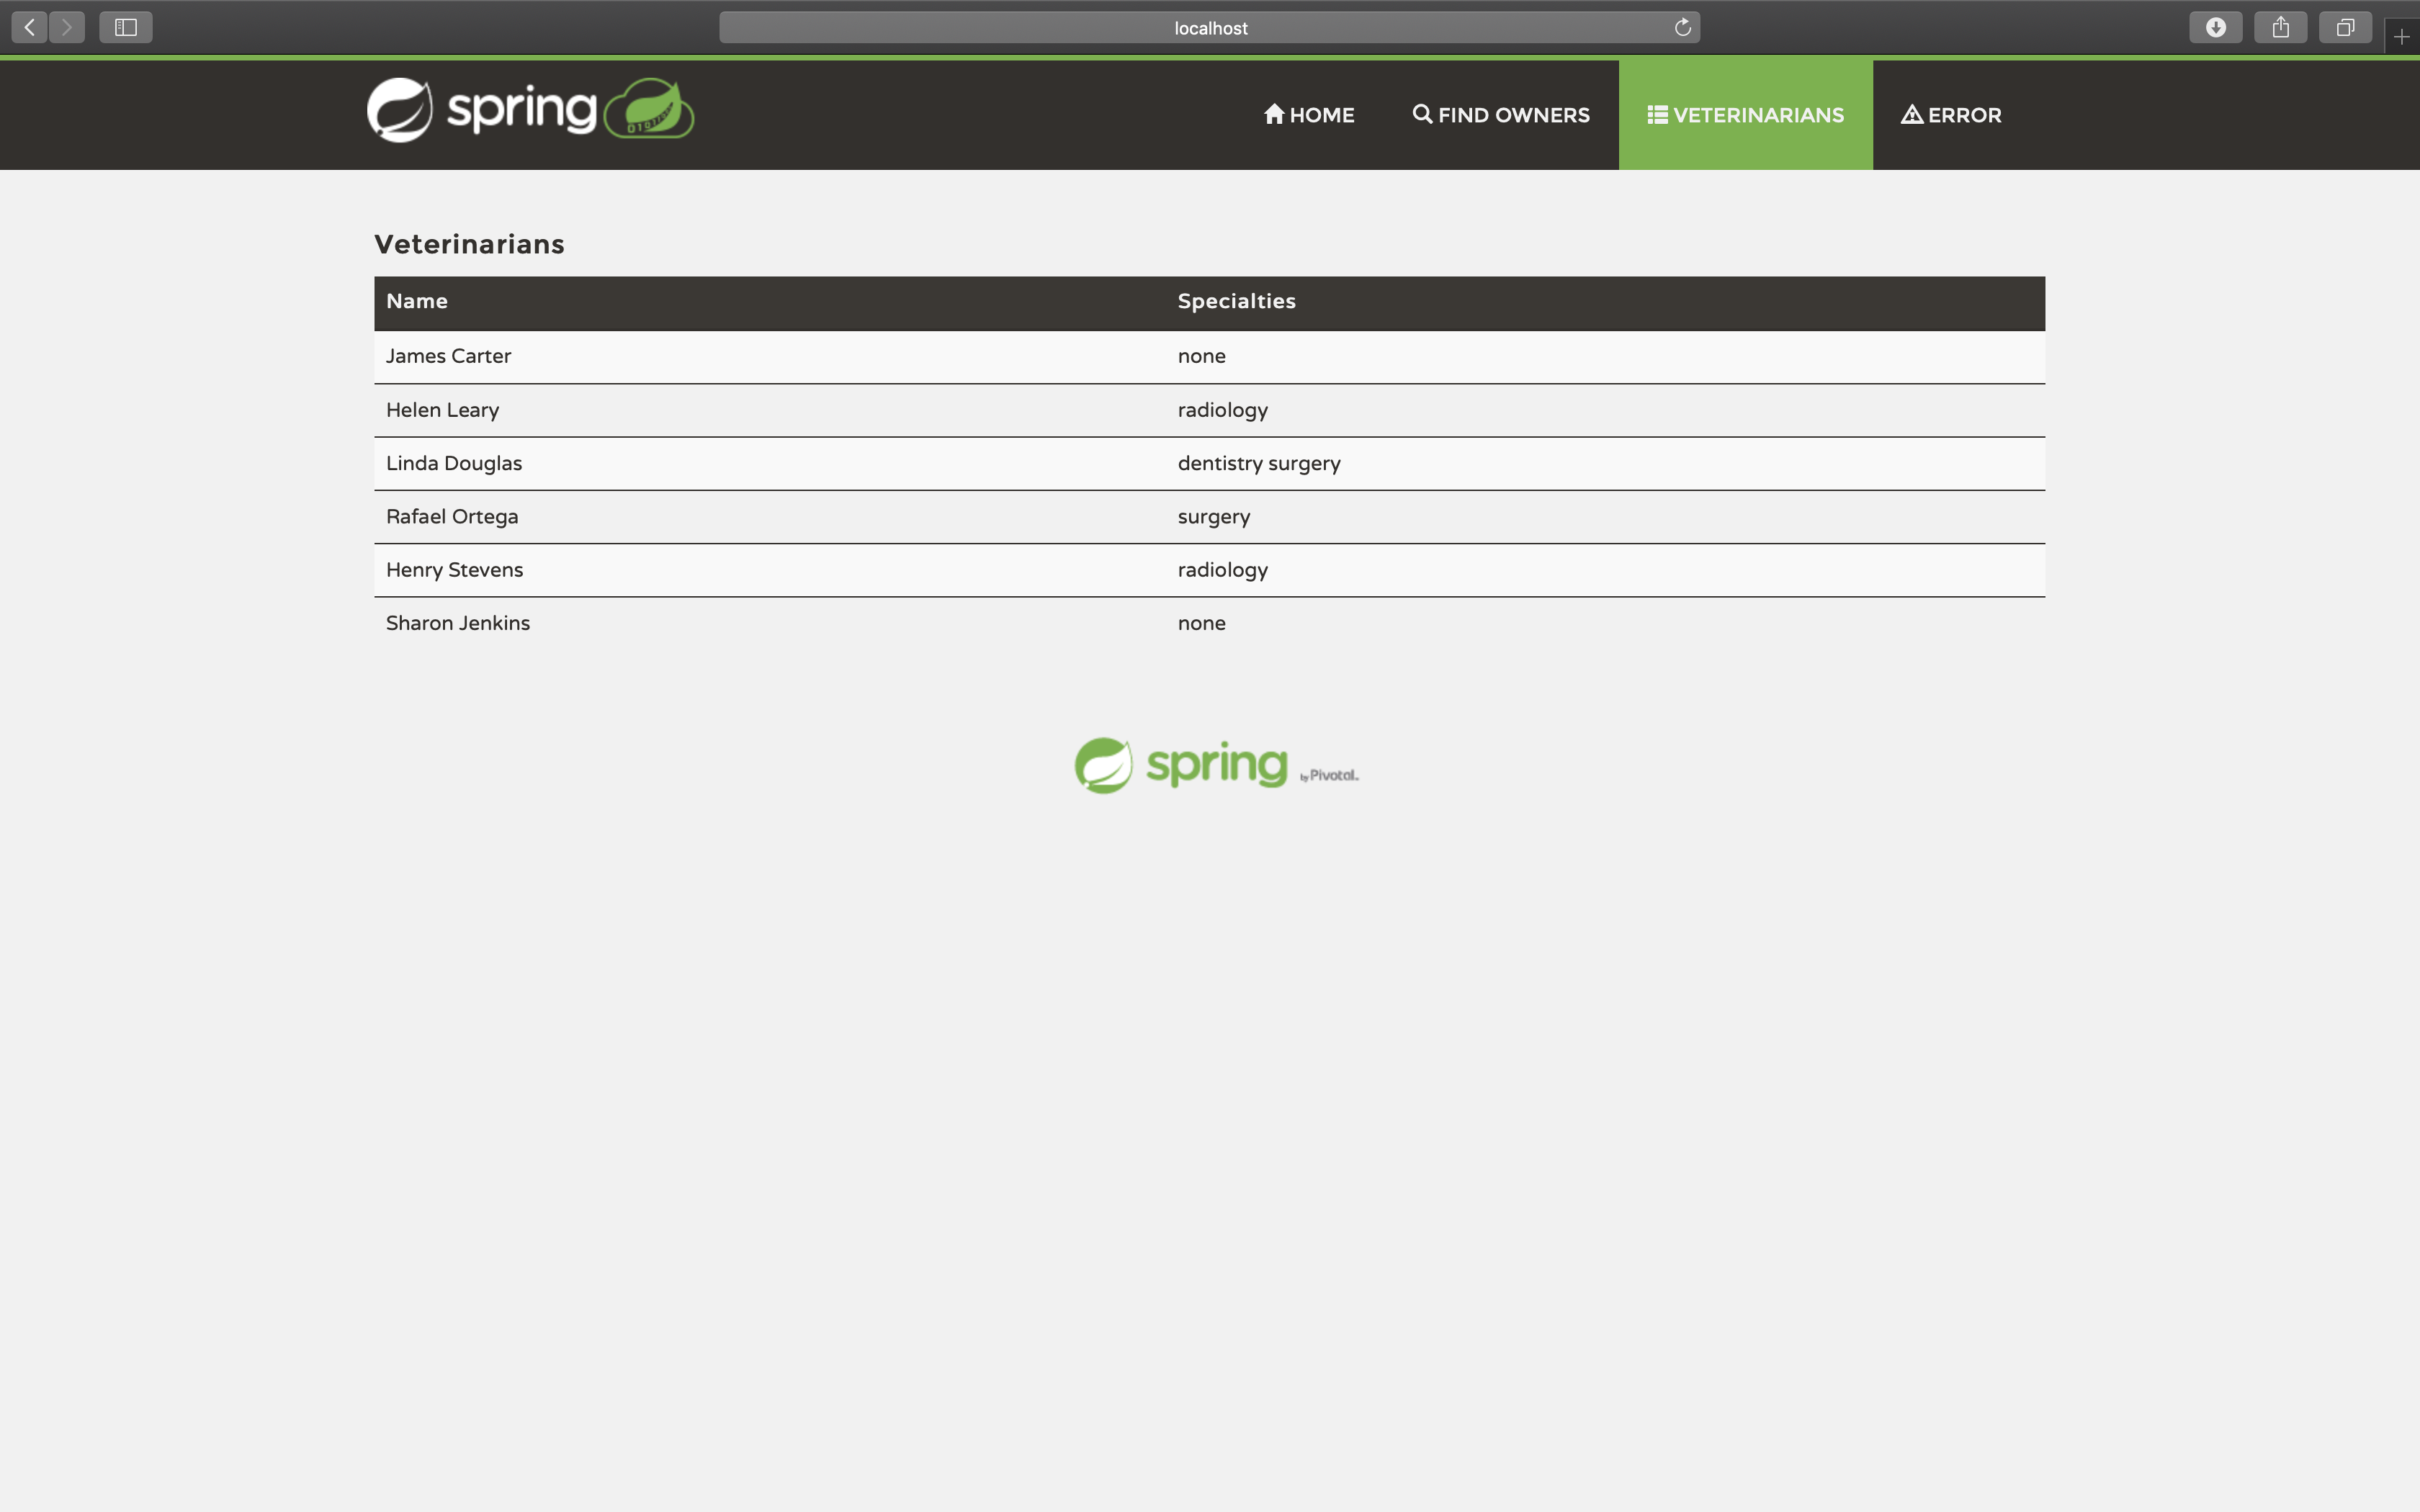 localhost
spring
HOME FIND OWNERS VETERINARIANS ERROR
Veterinarians
Name Specialties
James Carter none
Helen Leary radiology
Linda Douglas dentistry surgery
Rafael Ortega surgery
Henry Stevens radiology
Sharon Jenkins none
spring by Pivotal